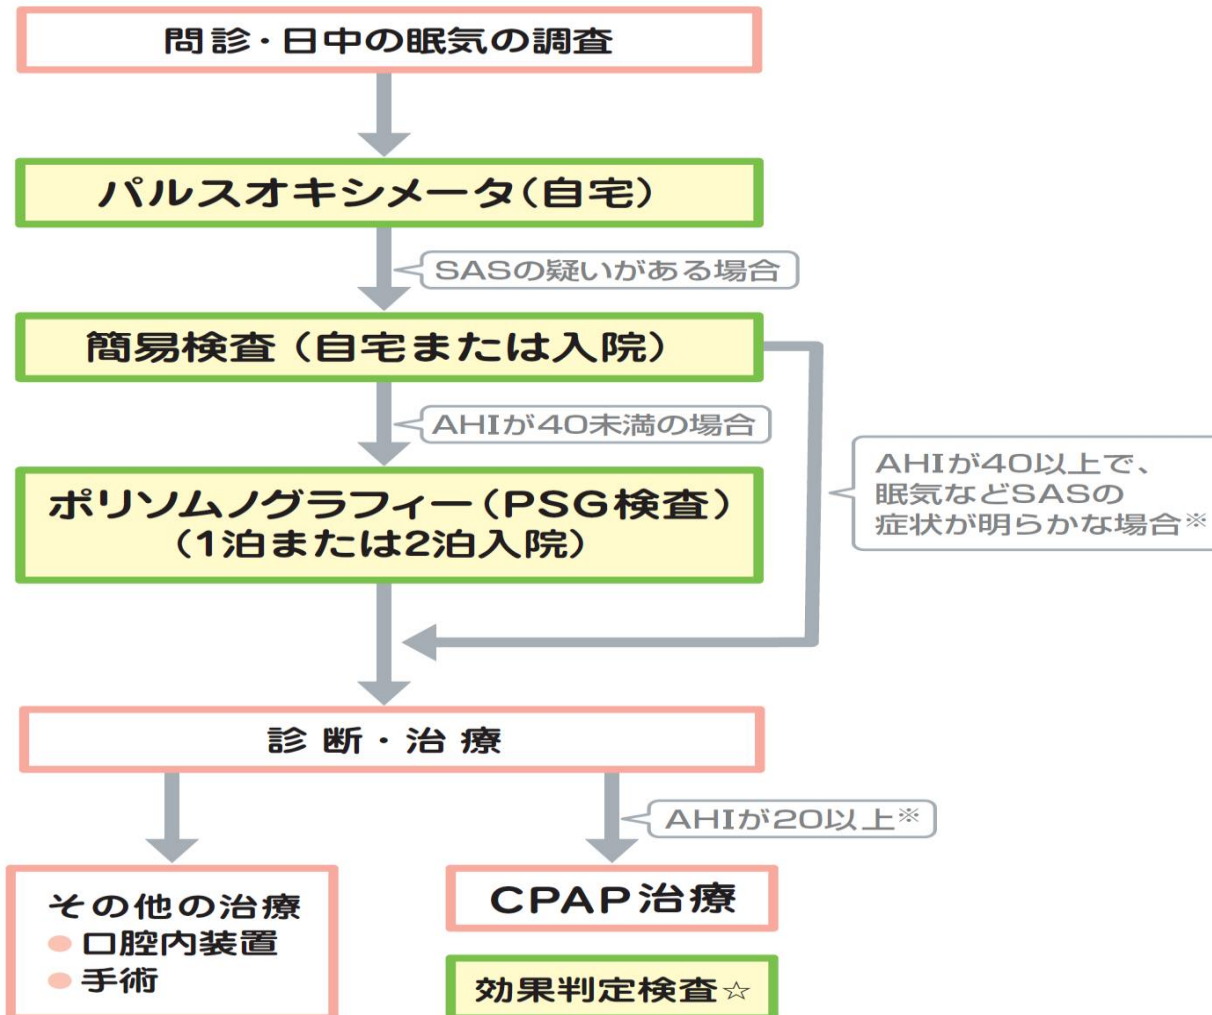 問診・日中の眠気の調査
パルスオキシメータ(自宅)
SASの疑いがある場合
簡易検査(自宅または入院)
AHIが40未満の場合
AHIが40以上で、
眠気などSASの
症状が明らかな場合※
ポリソムノグラフィー(PSG検査)
(1泊または2泊入院)
診断・治療
AHIが20以上※
その他の治療
●口腔内装置
●手術
CPAP治療
効果判定検査☆